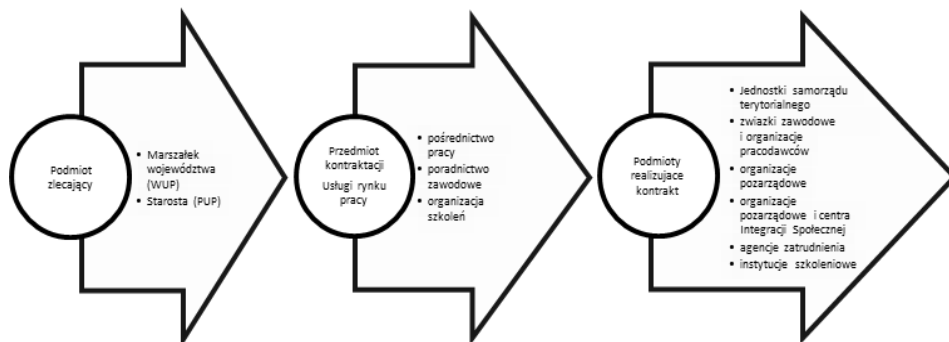 Podmiot
zlecający
▪ Marszałek
województwa
(WUP)
▪ Starosta (PUP)
Przedmiot
kontraktacji
Usługi rynku
pracy
▪ pośrednictwo
pracy
▪ poradnictwo
zawodowe
▪ organizacja
szkoleń
Podmioty
realizujące
kontrakt
▪ Jednostki samorządu
terytorialnego
▪ zwiazki zawodowe
i organizacje
pracodawców
▪ organizacje
pozarządowe
▪ organizacje
pozarządowe i centra
Integracji Społecznej
▪ agencje zatrudnienia
▪ instytucje szkoleniowe